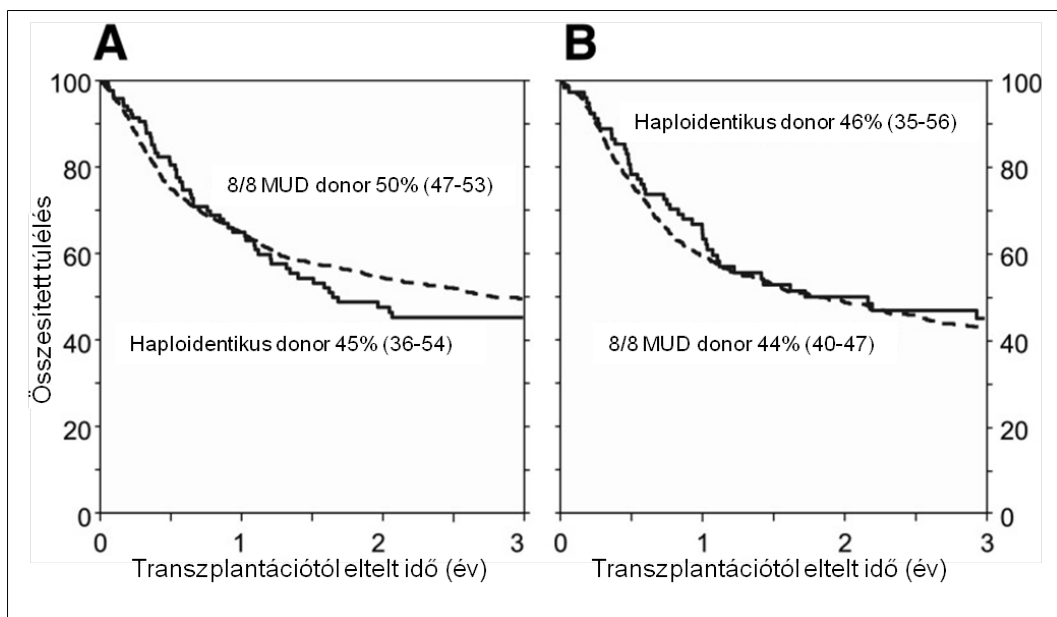 A
B
100
80
60
40
20
0
Összesített túlélés
8/8 MUD donor 50% (47-53)
Haploidentikus donor 45% (36-54)
0
1
2
3
Transzplantációtól eltelt idő (év)
Haploidentikus donor 46% (35-56)
8/8 MUD donor 44% (40-47)
100
80
60
40
20
0
0
1
2
3
Transzplantációtól eltelt idő (év)